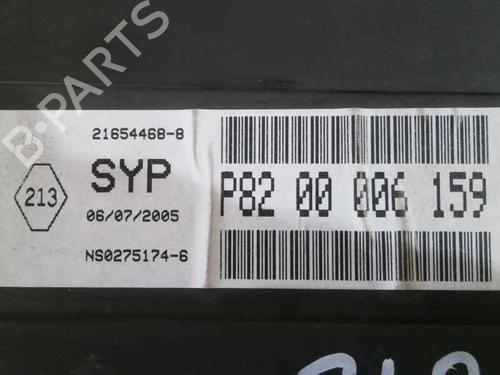 B-PARTS
21654468-8
213
SYP
06/07/2005
NS0275174-6
P82 00 006 159